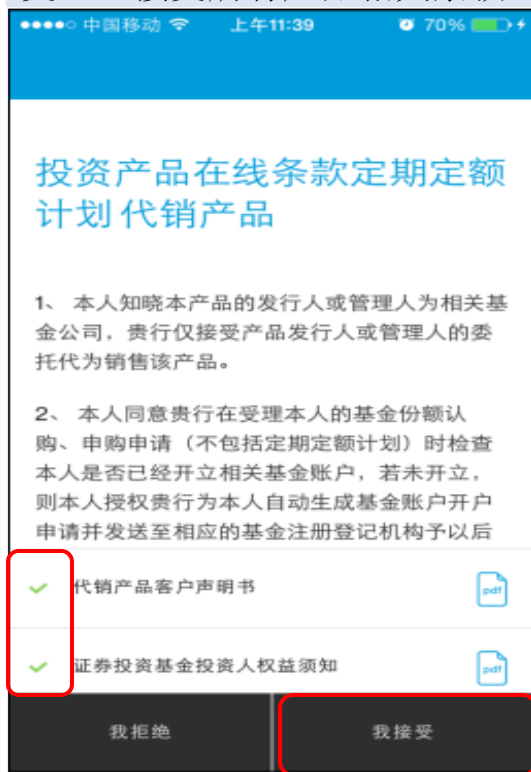 中国移动 上午11:39 70%
投资产品在线条款定期定额
计划 代销产品
1、 本人知晓本产品的发行人或管理人为相关基
金公司，贵行仅接受产品发行人或管理人的委
托代为销售该产品。
2、 本人同意贵行在受理本人的基金份额认
购、申购申请（不包括定期定额计划）时检查
本人是否已经开立相关基金账户，若未开立，
则本人授权贵行为本人自动生成基金账户开户
申请并发送至相应的基金注册登记机构予以后
代销产品客户声明书 pdf
证券投资基金投资人权益须知 pdf
我拒绝 我接受